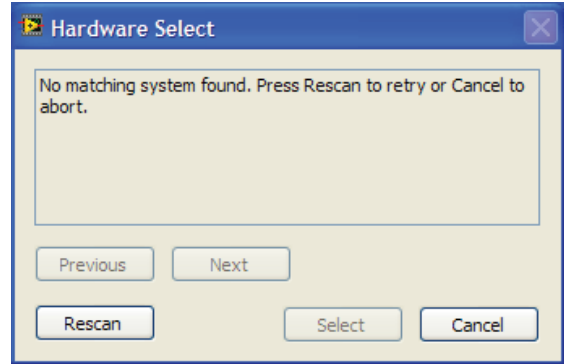 Hardware Select
No matching system found. Press Rescan to retry or Cancel to
abort.
Previous Next
Rescan Select Cancel